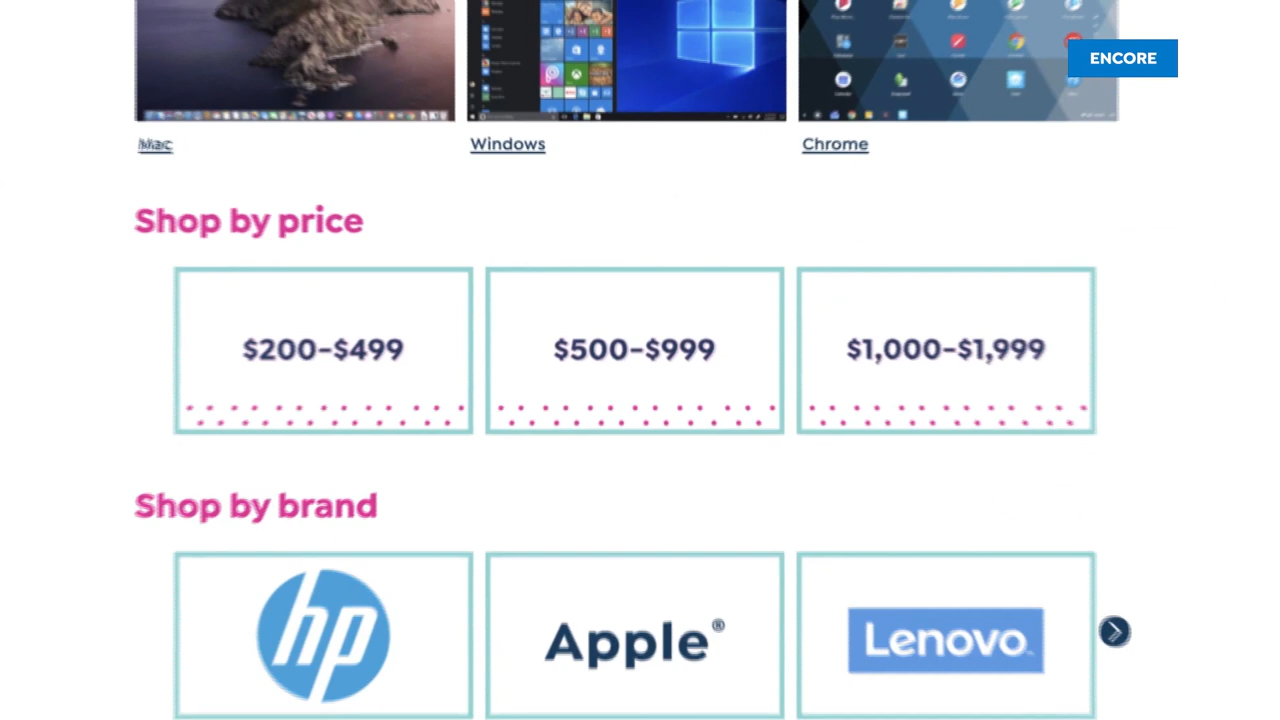 ENCORE
Mac
Windows
Chrome
Shop by price
$200–$499
$500–$999
$1,000–$1,999
Shop by brand
hp
Apple®
Lenovo